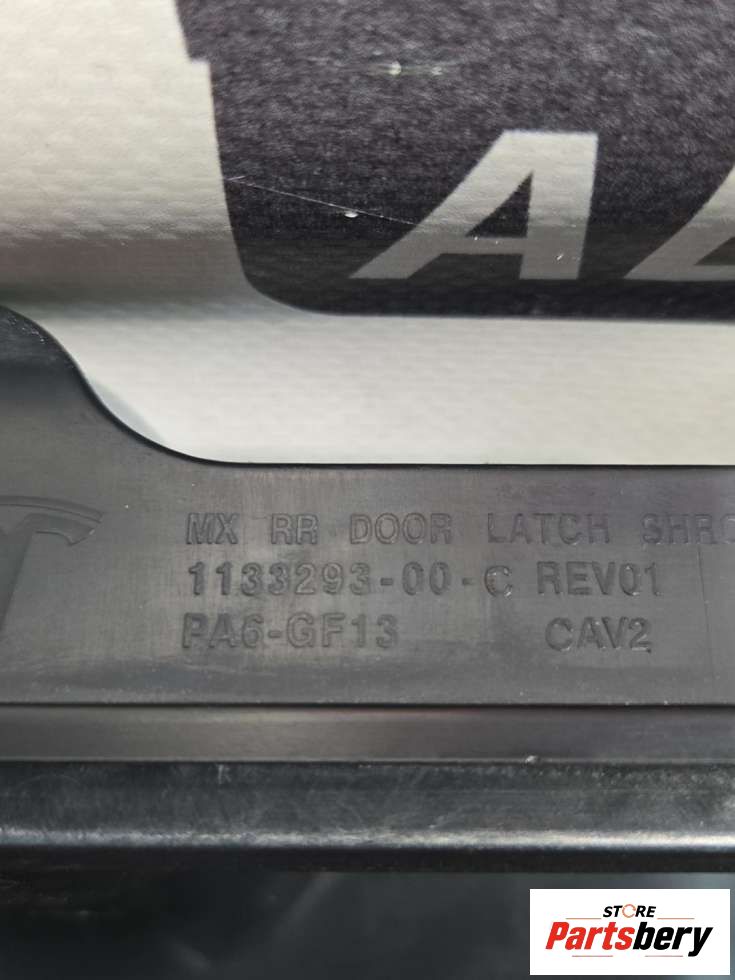 MX RR DOOR LATCH
1133293-00-C REV01
PA6-GF13 CAV2
STORE
Partsbery